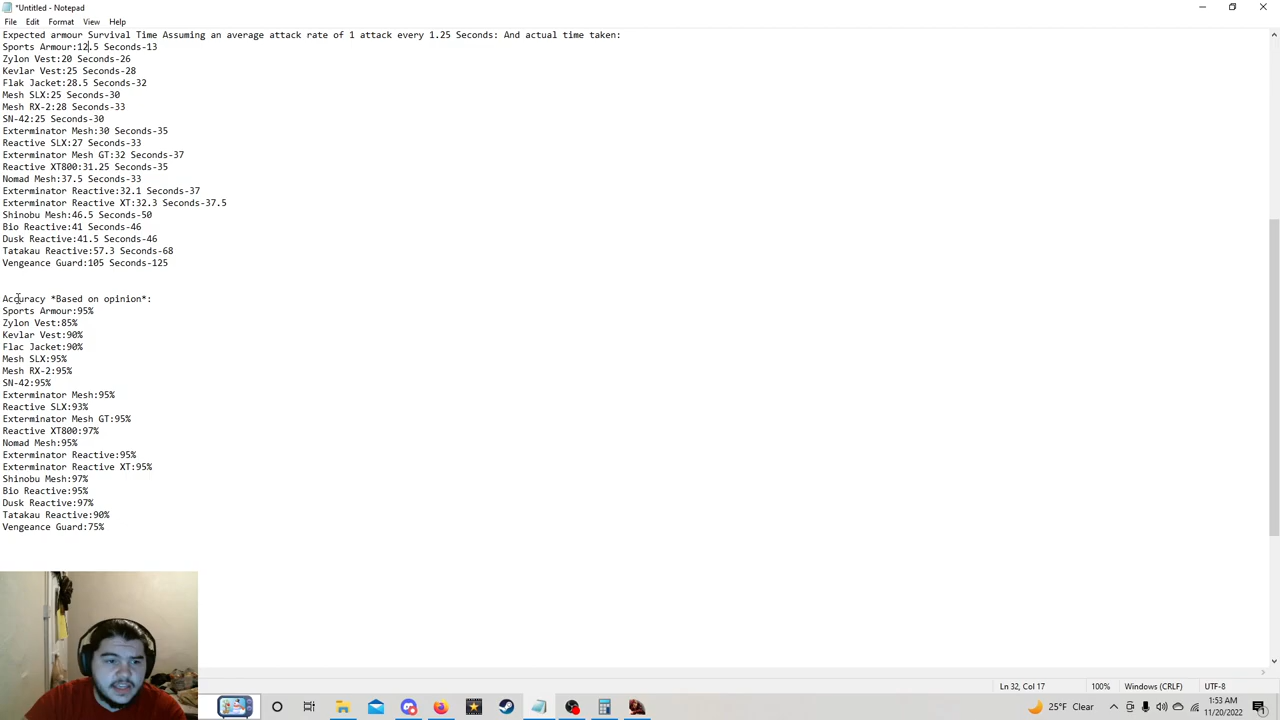 *Untitled - Notepad
File Edit Format View Help
Expected armour Survival Time Assuming an average attack rate of 1 attack every 1.25 Seconds: And actual time taken:
Sports Armour:12.5 Seconds-13
Zylon Vest:20 Seconds-26
Kevlar Vest:25 Seconds-28
Flak Jacket:28.5 Seconds-32
Mesh SLX:25 Seconds-30
Mesh RX-2:28 Seconds-33
SN-42:25 Seconds-30
Exterminator Mesh:30 Seconds-35
Reactive SLX:27 Seconds-33
Exterminator Mesh GT:32 Seconds-37
Reactive XT800:31.25 Seconds-35
Nomad Mesh:37.5 Seconds-33
Exterminator Reactive:32.1 Seconds-37
Exterminator Reactive XT:32.3 Seconds-37.5
Shinobu Mesh:46.5 Seconds-50
Bio Reactive:41 Seconds-46
Dusk Reactive:41.5 Seconds-46
Tatakau Reactive:57.3 Seconds-68
Vengeance Guard:105 Seconds-125
Accuracy *Based on opinion*:
Sports Armour:95%
Zylon Vest:85%
Kevlar Vest:90%
Flac Jacket:90%
Mesh SLX:95%
Mesh RX-2:95%
SN-42:95%
Exterminator Mesh:95%
Reactive SLX:93%
Exterminator Mesh GT:95%
Reactive XT800:97%
Nomad Mesh:95%
Exterminator Reactive:95%
Exterminator Reactive XT:95%
Shinobu Mesh:97%
Bio Reactive:95%
Dusk Reactive:97%
Tatakau Reactive:90%
Vengeance Guard:75%
Ln 32, Col 17 100% Windows (CRLF) UTF-8
25°F Clear 1:53 AM
11/20/2022